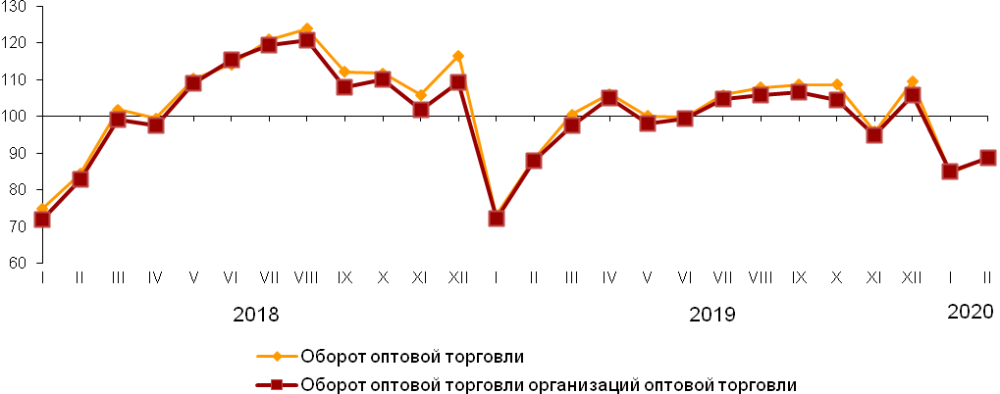 130
120
110
100
90
80
70
60
I II III IV V VI VII VIII IX X XI XII I II III IV V VI VII VIII IX X XI XII I II
2018 2019 2020
Оборот оптовой торговли
Оборот оптовой торговли организаций оптовой торговли